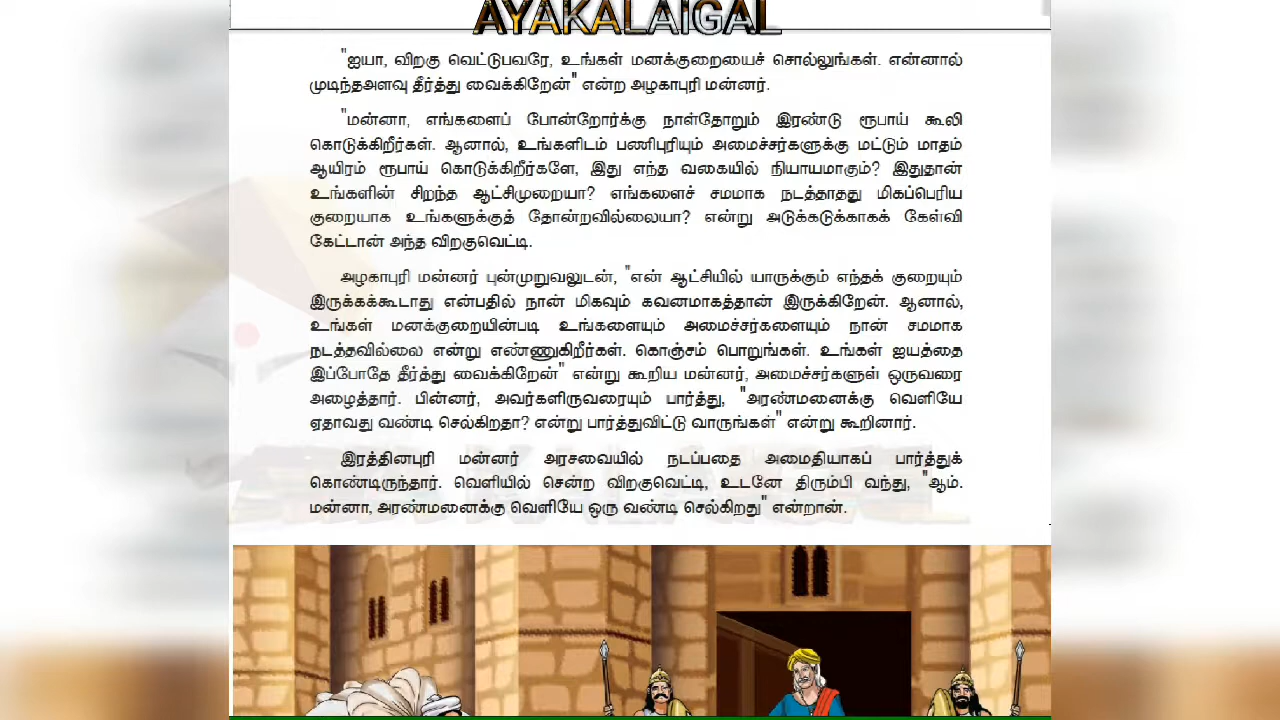 AYAKALAIGAL
"ஐயா, விறகு வெட்டுபவரே, உங்கள் மனக்குறையைச் சொல்லுங்கள். என்னால்
முடிந்தஅளவு தீர்த்து வைக்கிறேன்" என்ற அழகாபுரி மன்னர்.
"மன்னா, எங்களைப் போன்றோர்க்கு நாள்தோறும் இரண்டு ரூபாய் கூலி
கொடுக்கிறீர்கள். ஆனால், உங்களிடம் பணிபுரியும் அமைச்சர்களுக்கு மட்டும் மாதம்
ஆயிரம் ரூபாய் கொடுக்கிறீர்களே, இது எந்த வகையில் நியாயமாகும்? இதுதான்
உங்களின் சிறந்த ஆட்சிமுறையா? எங்களைச் சமமாக நடத்தாதது மிகப்பெரிய
குறையாக உங்களுக்குத் தோன்றவில்லையா? என்று அடுக்கடுக்காகக் கேள்வி
கேட்டான் அந்த விறகுவெட்டி.
அழகாபுரி மன்னர் புன்முறுவலுடன், "என் ஆட்சியில் யாருக்கும் எந்தக் குறையும்
இருக்கக்கூடாது என்பதில் நான் மிகவும் கவனமாகத்தான் இருக்கிறேன். ஆனால்,
உங்கள் மனக்குறையின்படி உங்களையும் அமைச்சர்களையும் நான் சமமாக
நடத்தவில்லை என்று எண்ணுகிறீர்கள். கொஞ்சம் பொறுங்கள். உங்கள் ஐயத்தை
இப்போதே தீர்த்து வைக்கிறேன்" என்று கூறிய மன்னர், அமைச்சர்களுள் ஒருவரை
அழைத்தார். பின்னர், அவர்களிருவரையும் பார்த்து, "அரண்மனைக்கு வெளியே
ஏதாவது வண்டி செல்கிறதா? என்று பார்த்துவிட்டு வாருங்கள்" என்று கூறினார்.
இரத்தினபுரி மன்னர் அரசவையில் நடப்பதை அமைதியாகப் பார்த்துக்
கொண்டிருந்தார். வெளியில் சென்ற விறகுவெட்டி, உடனே திரும்பி வந்து, "ஆம்.
மன்னா, அரண்மனைக்கு வெளியே ஒரு வண்டி செல்கிறது" என்றான்.